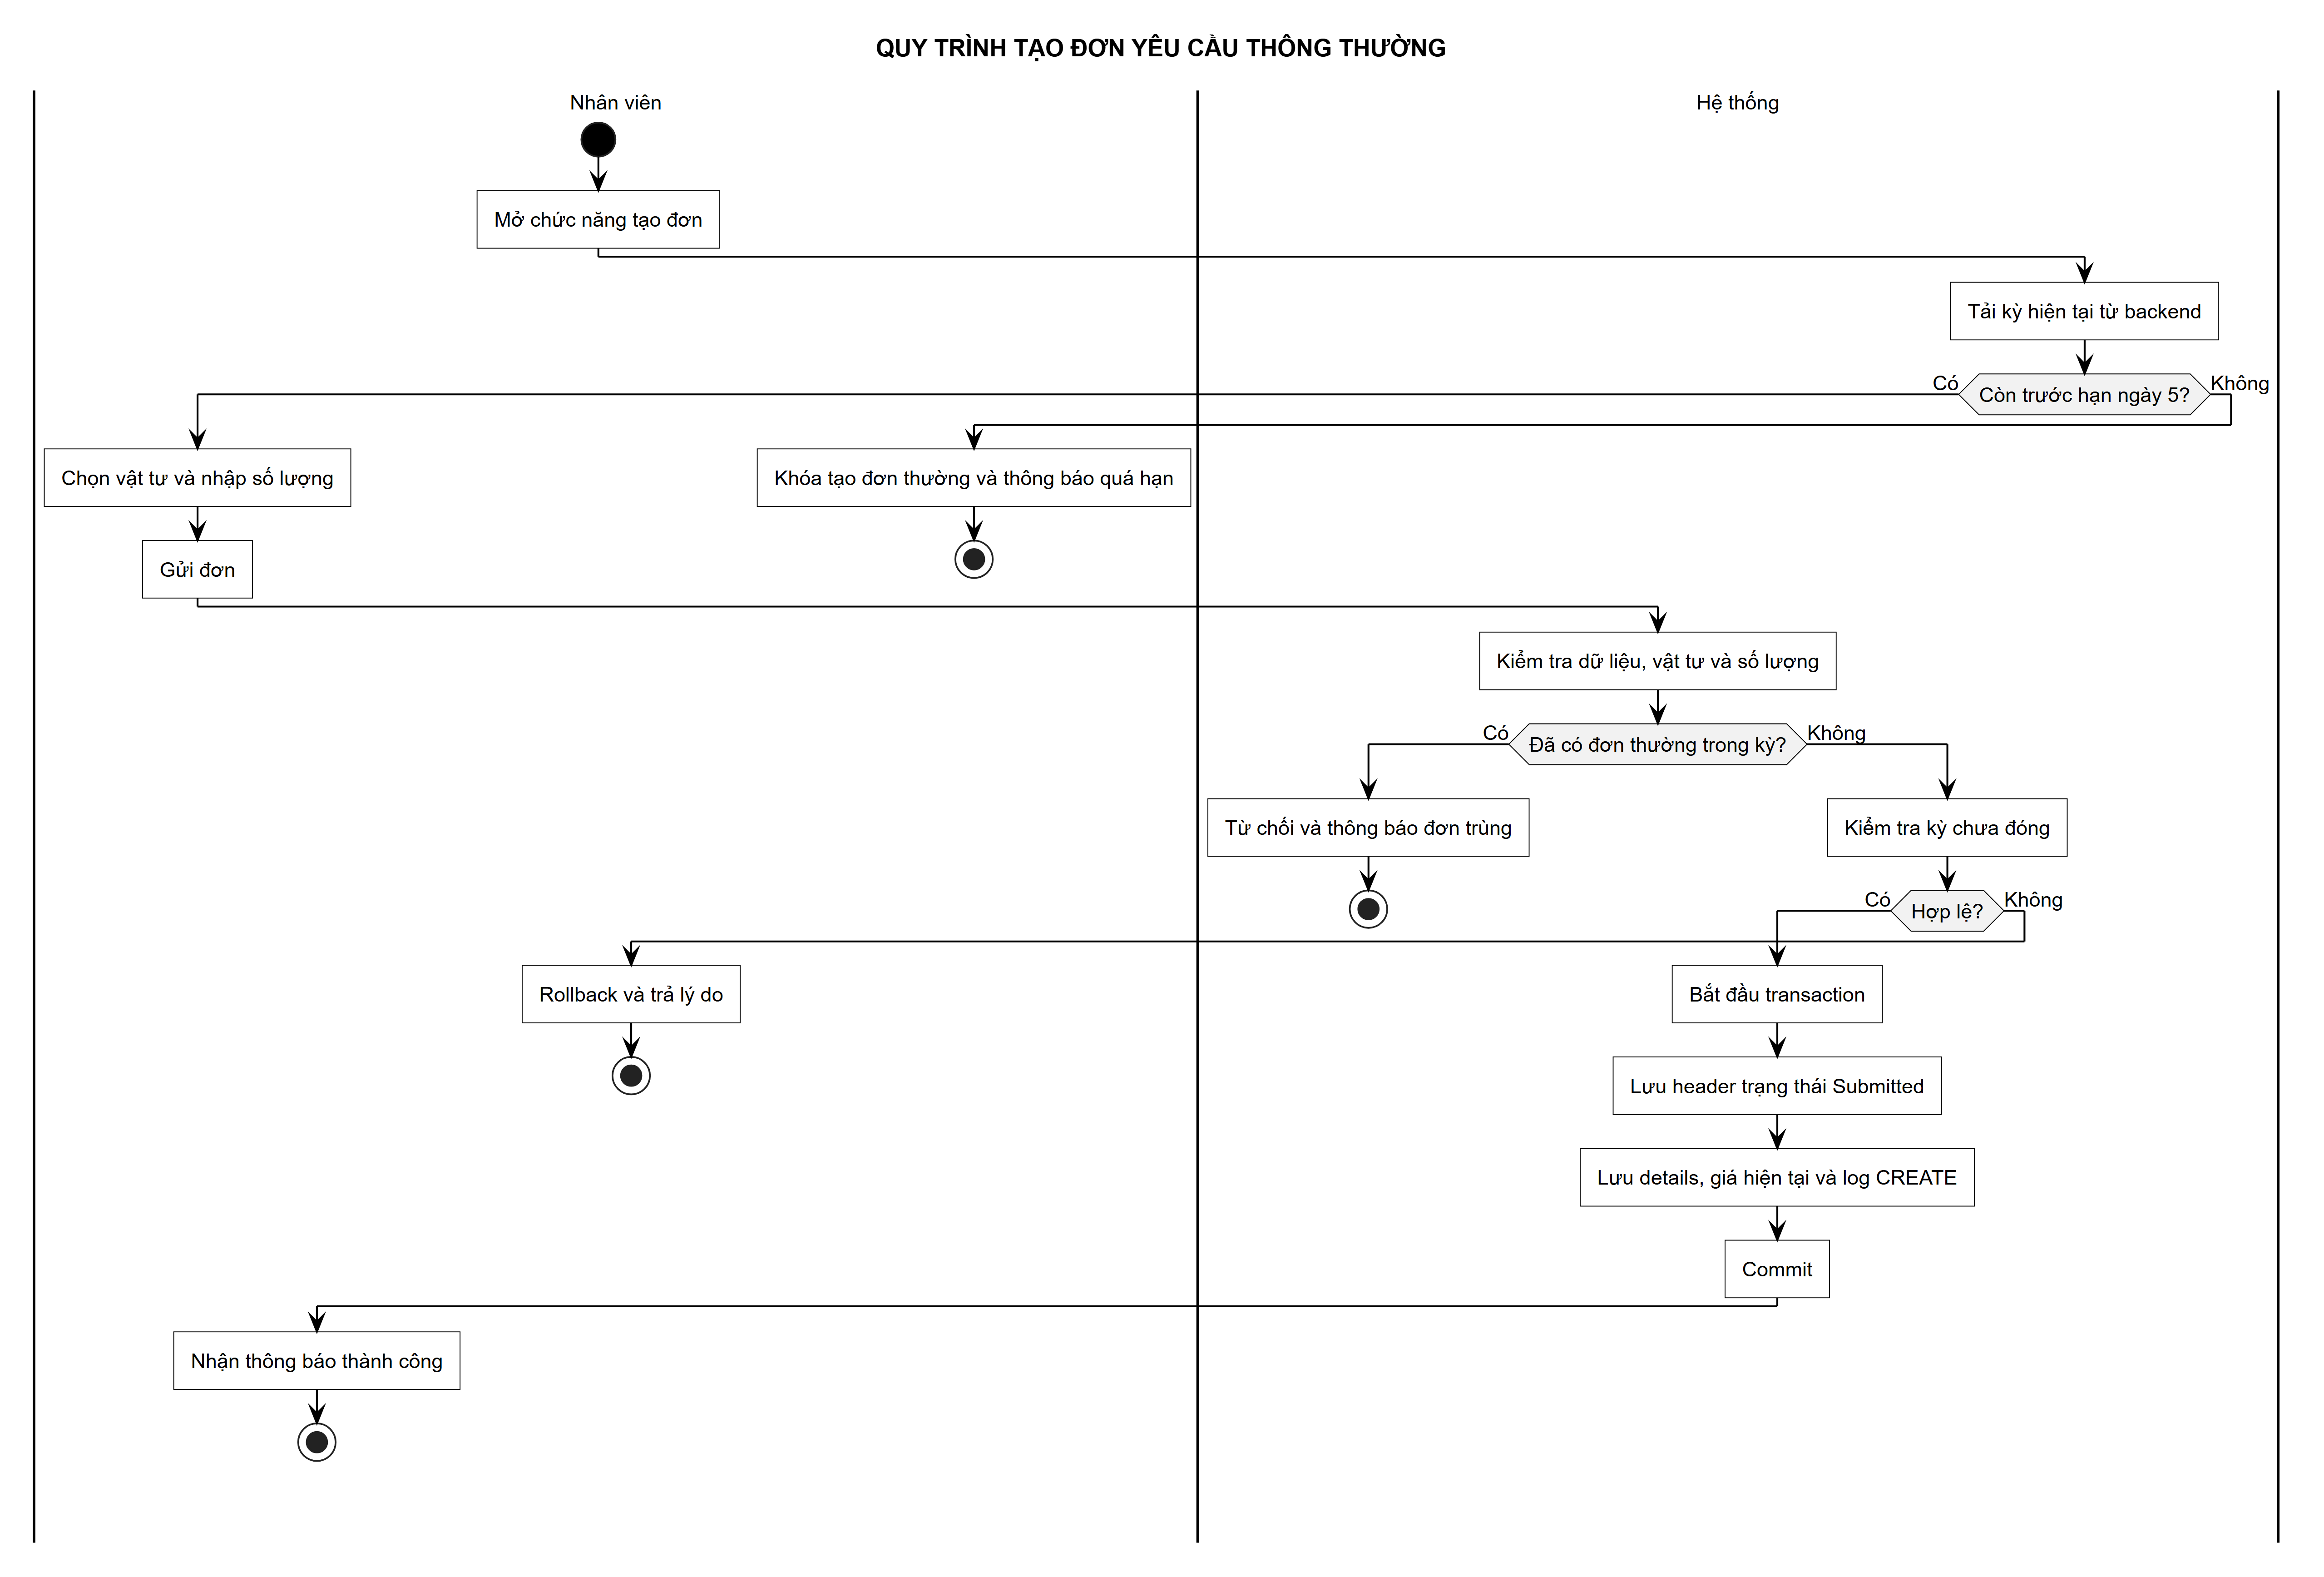 QUY TRÌNH TẠO ĐƠN YÊU CẦU THÔNG THƯỜNG
Nhân viên
Hệ thống
Mở chức năng tạo đơn
Tải kỳ hiện tại từ backend
Có
Còn trước hạn ngày 5?
Không
Chọn vật tư và nhập số lượng
Khóa tạo đơn thường và thông báo quá hạn
Gửi đơn
Kiểm tra dữ liệu, vật tư và số lượng
Có
Đã có đơn thường trong kỳ?
Không
Từ chối và thông báo đơn trùng
Kiểm tra kỳ chưa đóng
Có
Hợp lệ?
Không
Rollback và trả lý do
Bắt đầu transaction
Lưu header trạng thái Submitted
Lưu details, giá hiện tại và log CREATE
Commit
Nhận thông báo thành công